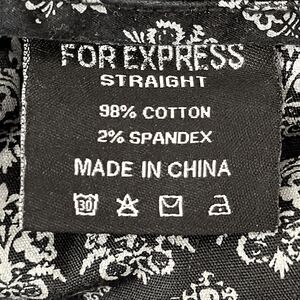 FOR EXPRESS
STRAIGHT
98% COTTON
2% SPANDEX
MADE IN CHINA
30